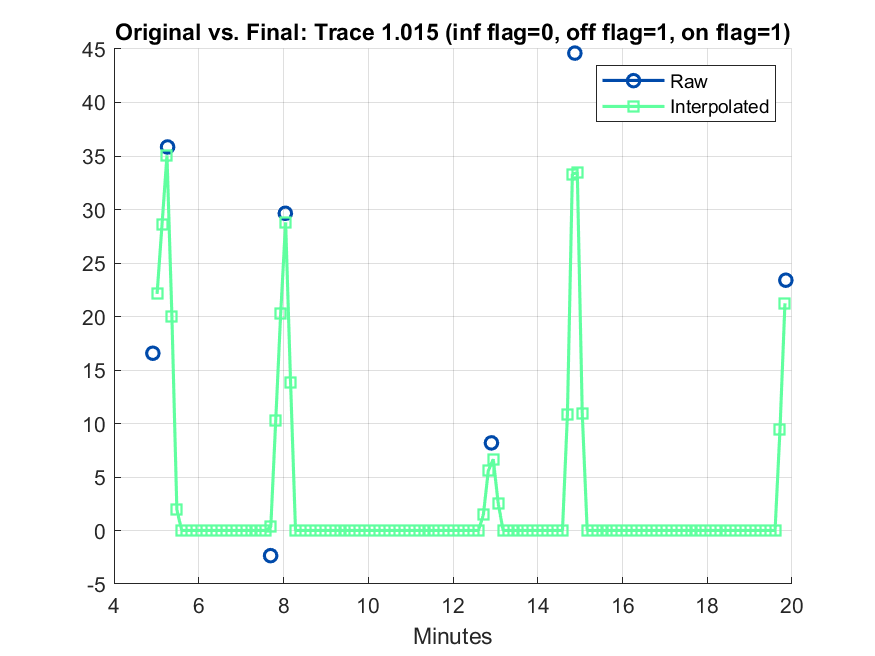 Original vs. Final: Trace 1.015 (inf flag=0, off flag=1, on flag=1)
45
40
35
30
25
20
15
10
5
0
-5
Raw
Interpolated
4 6 8 10 12 14 16 18 20
Minutes